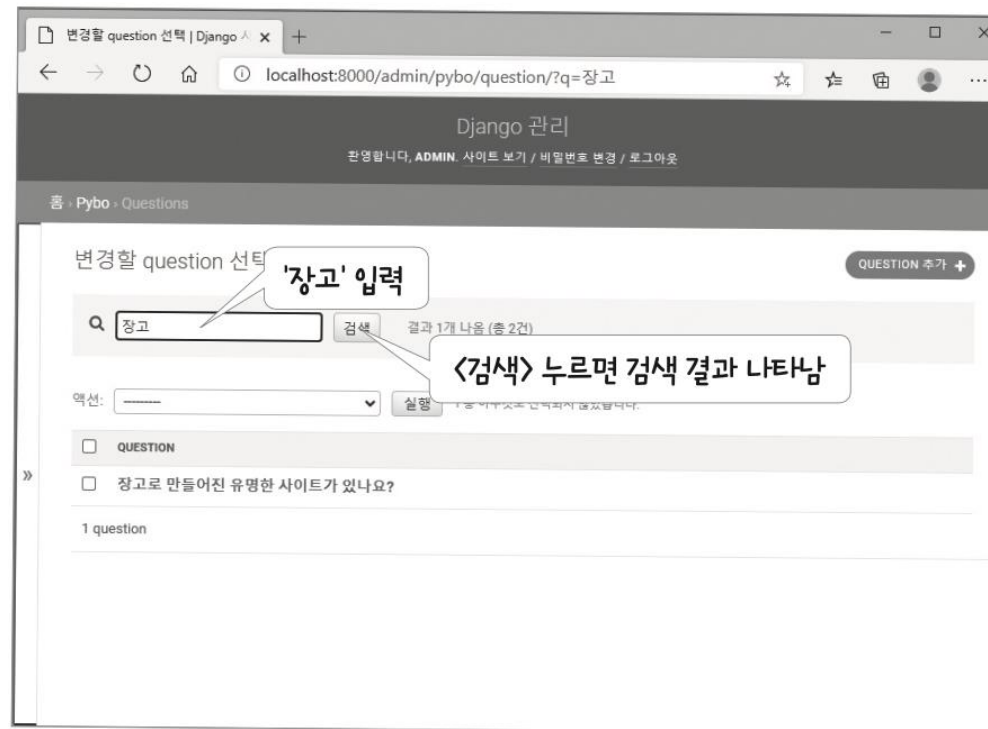 변경할 question 선택 | Django 사
localhost:8000/admin/pybo/question/?q=장고
Django 관리
환영합니다, ADMIN. 사이트 보기 / 비밀번호 변경 / 로그아웃
홈 › Pybo › Questions
변경할 question 선택
QUESTION 추가 +
'장고' 입력
장고
검색
결과 1개 나옴 (총 2건)
<검색> 누르면 검색 결과 나타남
액션:
실행
QUESTION
장고로 만들어진 유명한 사이트가 있나요?
1 question